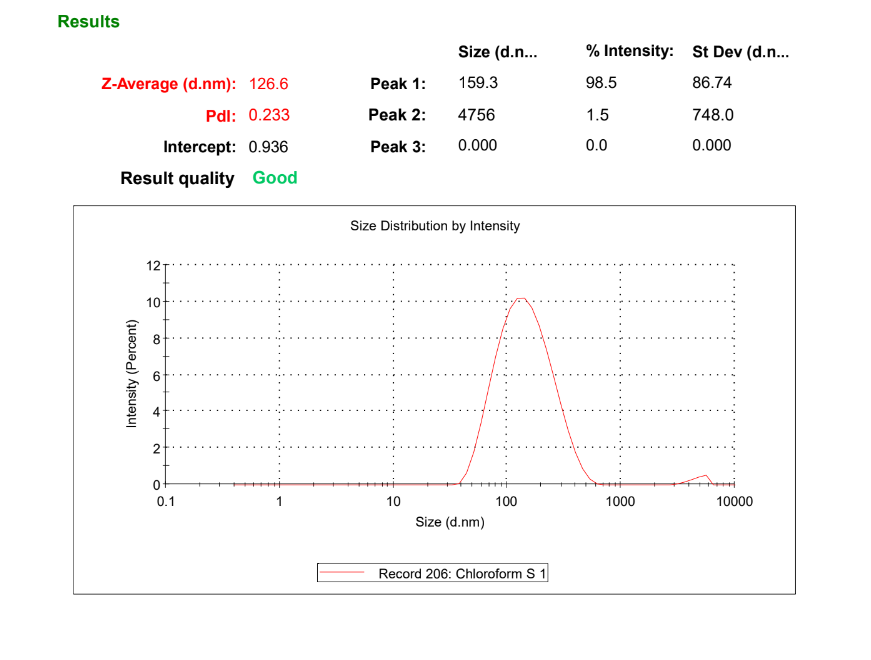 Results
Size (d.n... % Intensity: St Dev (d.n...
Z-Average (d.nm): 126.6 Peak 1: 159.3 98.5 86.74
PdI: 0.233 Peak 2: 4756 1.5 748.0
Intercept: 0.936 Peak 3: 0.000 0.0 0.000
Result quality Good
Size Distribution by Intensity
12
10
8
6
4
2
0
Intensity (Percent)
0.1 1 10 100 1000 10000
Size (d.nm)
Record 206: Chloroform S 1